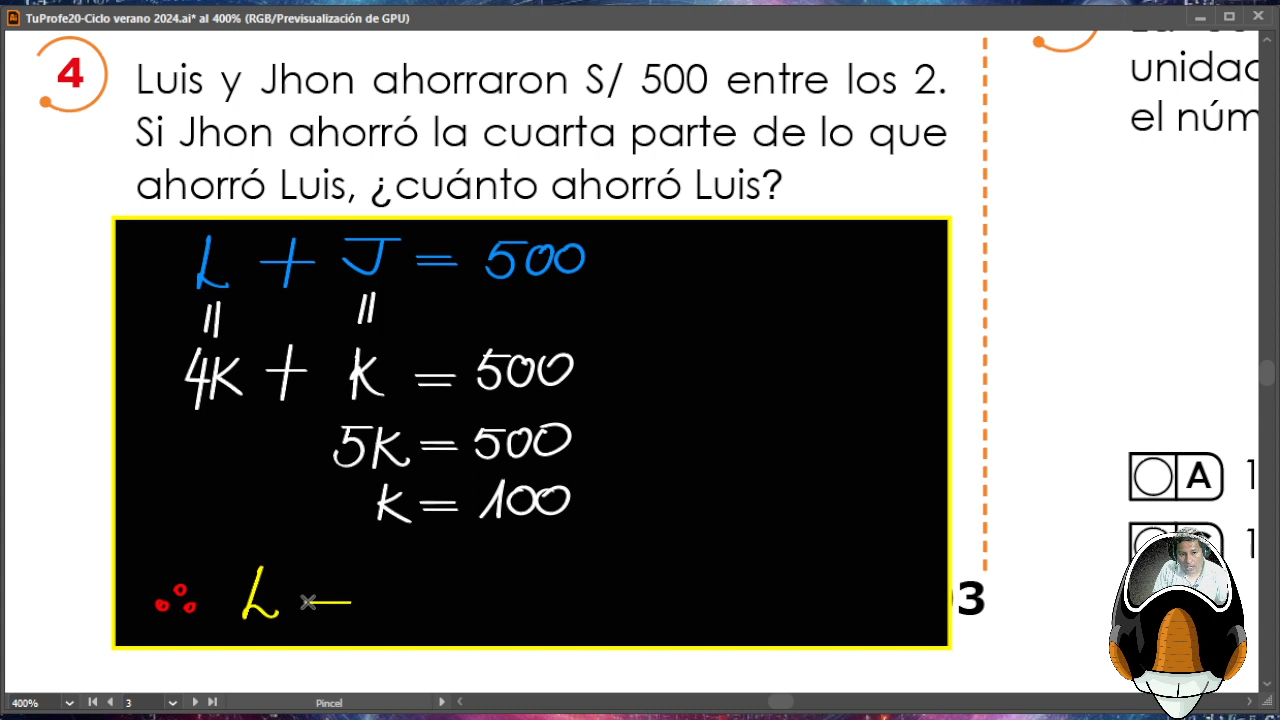 TuProfe20-Ciclo verano 2024.ai* al 400% (RGB/Previsualización de GPU)
4
Luis y Jhon ahorraron S/ 500 entre los 2.
Si Jhon ahorró la cuarta parte de lo que
ahorró Luis, ¿cuánto ahorró Luis?
L + J = 500
= =
4K + K = 500
5K = 500
K = 100
∴ L –
unidad
el núm
A 1
1
3
400% 3 Pincel